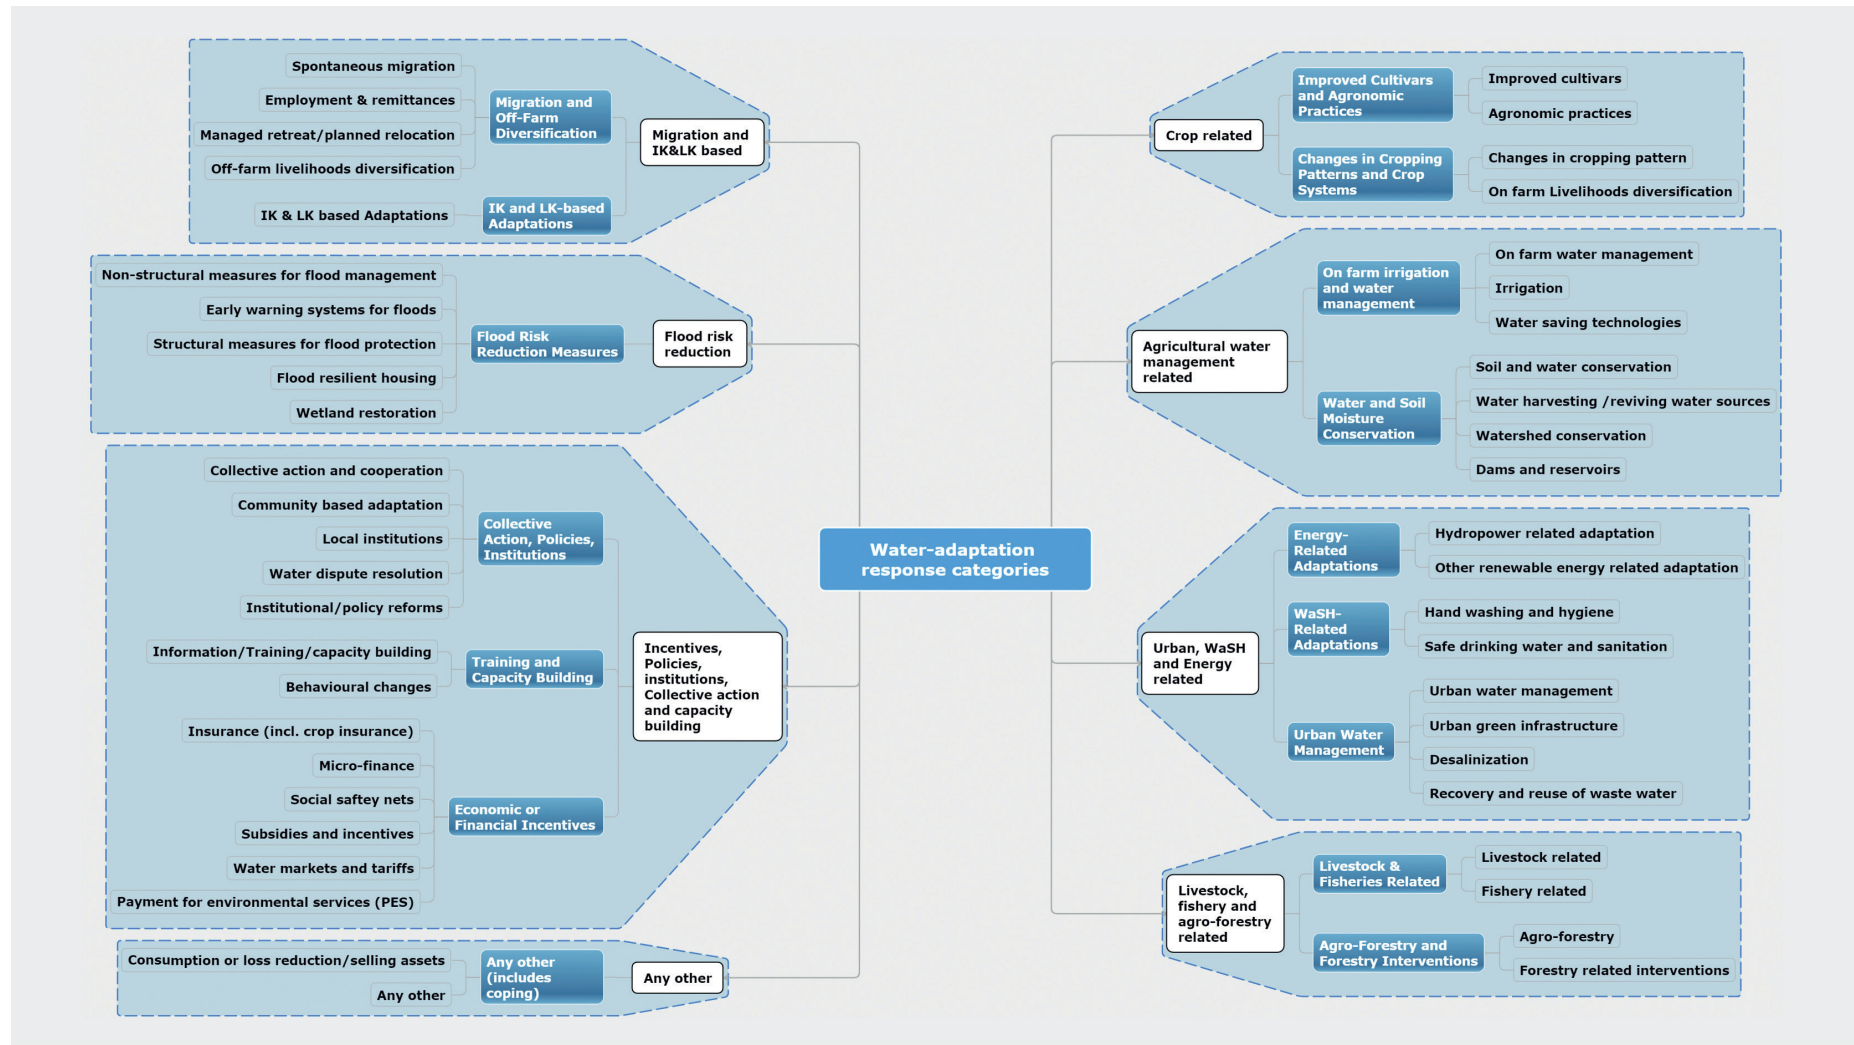 Spontaneous migration
Employment & remittances
Managed retreat/planned relocation
Off-farm livelihoods diversification
Migration and
Off-Farm
Diversification
IK & LK based Adaptations
IK and LK-based
Adaptations
Migration and
IK&LK based
Non-structural measures for flood management
Early warning systems for floods
Structural measures for flood protection
Flood resilient housing
Wetland restoration
Flood Risk
Reduction Measures
Flood risk
reduction
Collective action and cooperation
Community based adaptation
Local institutions
Water dispute resolution
Institutional/policy reforms
Collective
Action, Policies,
Institutions
Information/Training/capacity building
Behavioural changes
Training and
Capacity Building
Insurance (incl. crop insurance)
Micro-finance
Social saftey nets
Subsidies and incentives
Water markets and tariffs
Payment for environmental services (PES)
Economic or
Financial Incentives
Incentives,
Policies,
institutions,
Collective action
and capacity
building
Consumption or loss reduction/selling assets
Any other
Any other
(includes
coping)
Any other
Water-adaptation
response categories
Crop related
Improved Cultivars
and Agronomic
Practices
Improved cultivars
Agronomic practices
Changes in Cropping
Patterns and Crop
Systems
Changes in cropping pattern
On farm Livelihoods diversification
Agricultural water
management
related
On farm irrigation
and water
management
On farm water management
Irrigation
Water saving technologies
Water and Soil
Moisture
Conservation
Soil and water conservation
Water harvesting /reviving water sources
Watershed conservation
Dams and reservoirs
Urban, WaSH
and Energy
related
Energy-
Related
Adaptations
Hydropower related adaptation
Other renewable energy related adaptation
WaSH-
Related
Adaptations
Hand washing and hygiene
Safe drinking water and sanitation
Urban Water
Management
Urban water management
Urban green infrastructure
Desalinization
Recovery and reuse of waste water
Livestock,
fishery and
agro-forestry
related
Livestock &
Fisheries Related
Livestock related
Fishery related
Agro-Forestry and
Forestry Interventions
Agro-forestry
Forestry related interventions